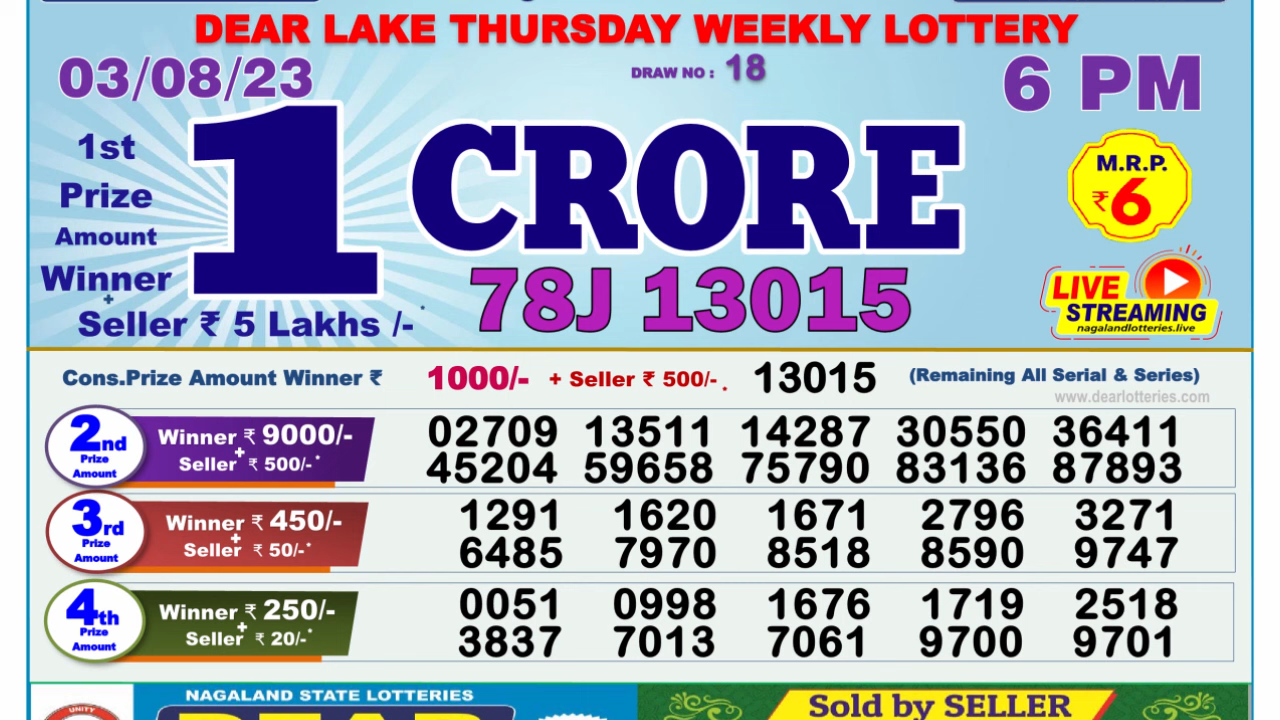 DEAR LAKE THURSDAY WEEKLY LOTTERY
03/08/23
DRAW NO : 18
6 PM
1st
Prize
Amount
Winner
+
Seller ₹ 5 Lakhs /- *
1 CRORE
78J 13015
M.R.P.
₹6
LIVE
STREAMING
nagalandlotteries.live
Cons.Prize Amount Winner ₹ 1000/- + Seller ₹ 500/- . 13015 (Remaining All Serial & Series)
www.dearlotteries.com
2nd
Prize
Amount
Winner ₹ 9000/-
+
Seller ₹ 500/- *
02709 13511 14287 30550 36411
45204 59658 75790 83136 87893
3rd
Prize
Amount
Winner ₹ 450/-
+
Seller ₹ 50/- *
1291 1620 1671 2796 3271
6485 7970 8518 8590 9747
4th
Prize
Amount
Winner ₹ 250/-
+
Seller ₹ 20/- *
0051 0998 1676 1719 2518
3837 7013 7061 9700 9701
UNITY
NAGALAND STATE LOTTERIES
DEAR
Sold by SELLER